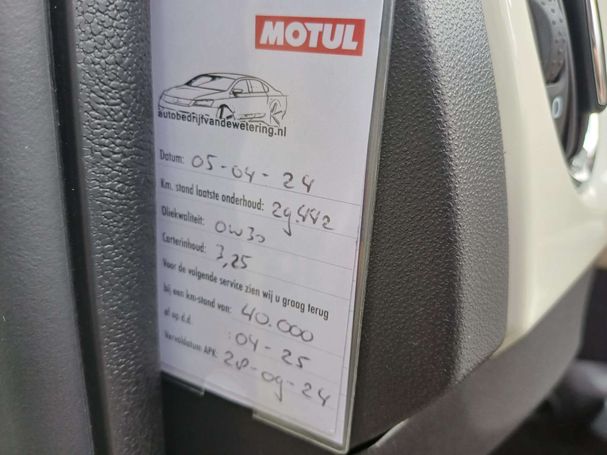 MOTUL
autobedrijfvandewetering.nl
Datum: 05-04-24
Km. stand laatste onderhoud: 29.442
Oliekwaliteit: 0W30
Carterinhoud: 3,25
Voor de volgende service zien wij u graag terug
bij een km-stand van: 40.000
of op d.d. : 04-25
Vervaldatum APK: 28-09-24